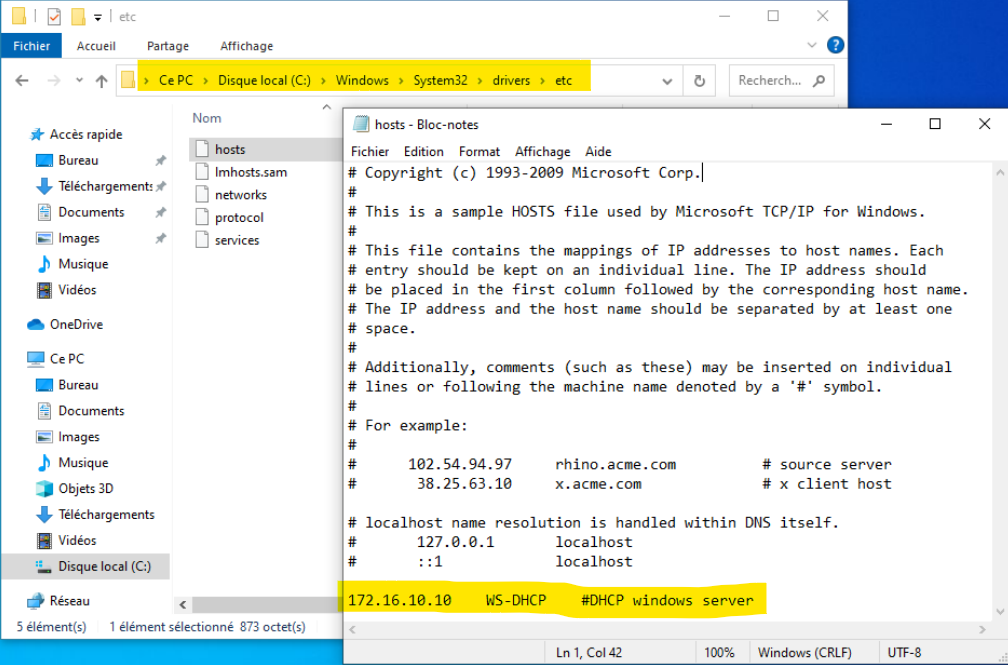 etc
Fichier Accueil Partage Affichage
Ce PC > Disque local (C:) > Windows > System32 > drivers > etc
Recherch...
Nom
Accès rapide
Bureau
Téléchargements
Documents
Images
Musique
Vidéos
OneDrive
Ce PC
Bureau
Documents
Images
Musique
Objets 3D
Téléchargements
Vidéos
Disque local (C:)
Réseau
hosts
lmhosts.sam
networks
protocol
services
5 élément(s) 1 élément sélectionné 873 octet(s)
hosts - Bloc-notes
Fichier Edition Format Affichage Aide
# Copyright (c) 1993-2009 Microsoft Corp.
#
# This is a sample HOSTS file used by Microsoft TCP/IP for Windows.
#
# This file contains the mappings of IP addresses to host names. Each
# entry should be kept on an individual line. The IP address should
# be placed in the first column followed by the corresponding host name.
# The IP address and the host name should be separated by at least one
# space.
#
# Additionally, comments (such as these) may be inserted on individual
# lines or following the machine name denoted by a '#' symbol.
#
# For example:
#
# 102.54.94.97 rhino.acme.com # source server
# 38.25.63.10 x.acme.com # x client host

# localhost name resolution is handled within DNS itself.
# 127.0.0.1 localhost
# ::1 localhost

172.16.10.10 WS-DHCP #DHCP windows server
Ln 1, Col 42 100% Windows (CRLF) UTF-8